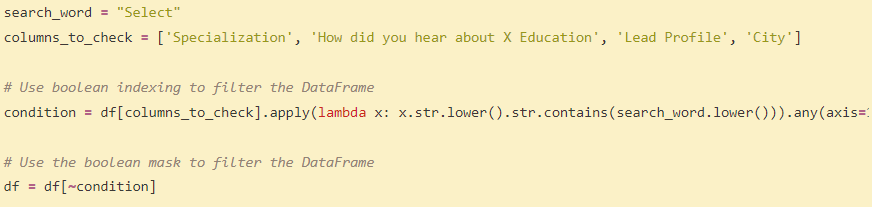 search_word = "Select"
columns_to_check = ['Specialization', 'How did you hear about X Education', 'Lead Profile', 'City']
# Use boolean indexing to filter the DataFrame
condition = df[columns_to_check].apply(lambda x: x.str.lower().str.contains(search_word.lower())).any(axis=
# Use the boolean mask to filter the DataFrame
df = df[~condition]